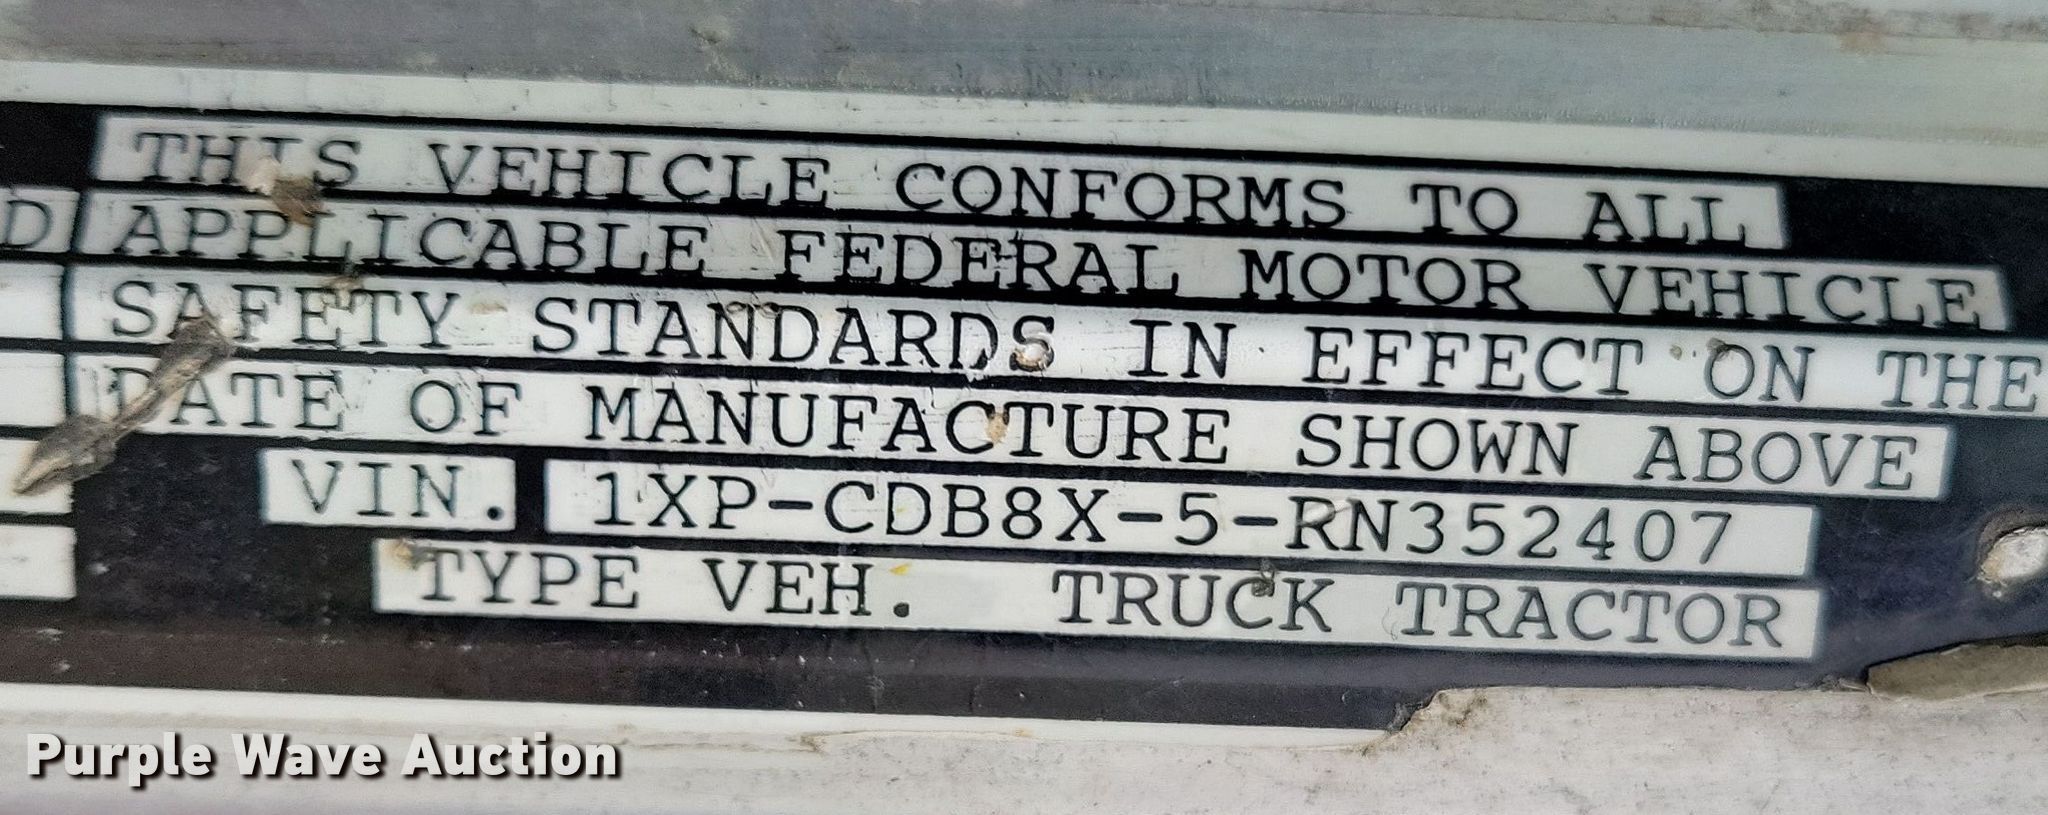 THIS VEHICLE CONFORMS TO ALL
D APPLICABLE FEDERAL MOTOR VEHICLE
SAFETY STANDARDS IN EFFECT ON THE
DATE OF MANUFACTURE SHOWN ABOVE
VIN. 1XP-CDB8X-5-RN352407
TYPE VEH. TRUCK TRACTOR
Purple Wave Auction